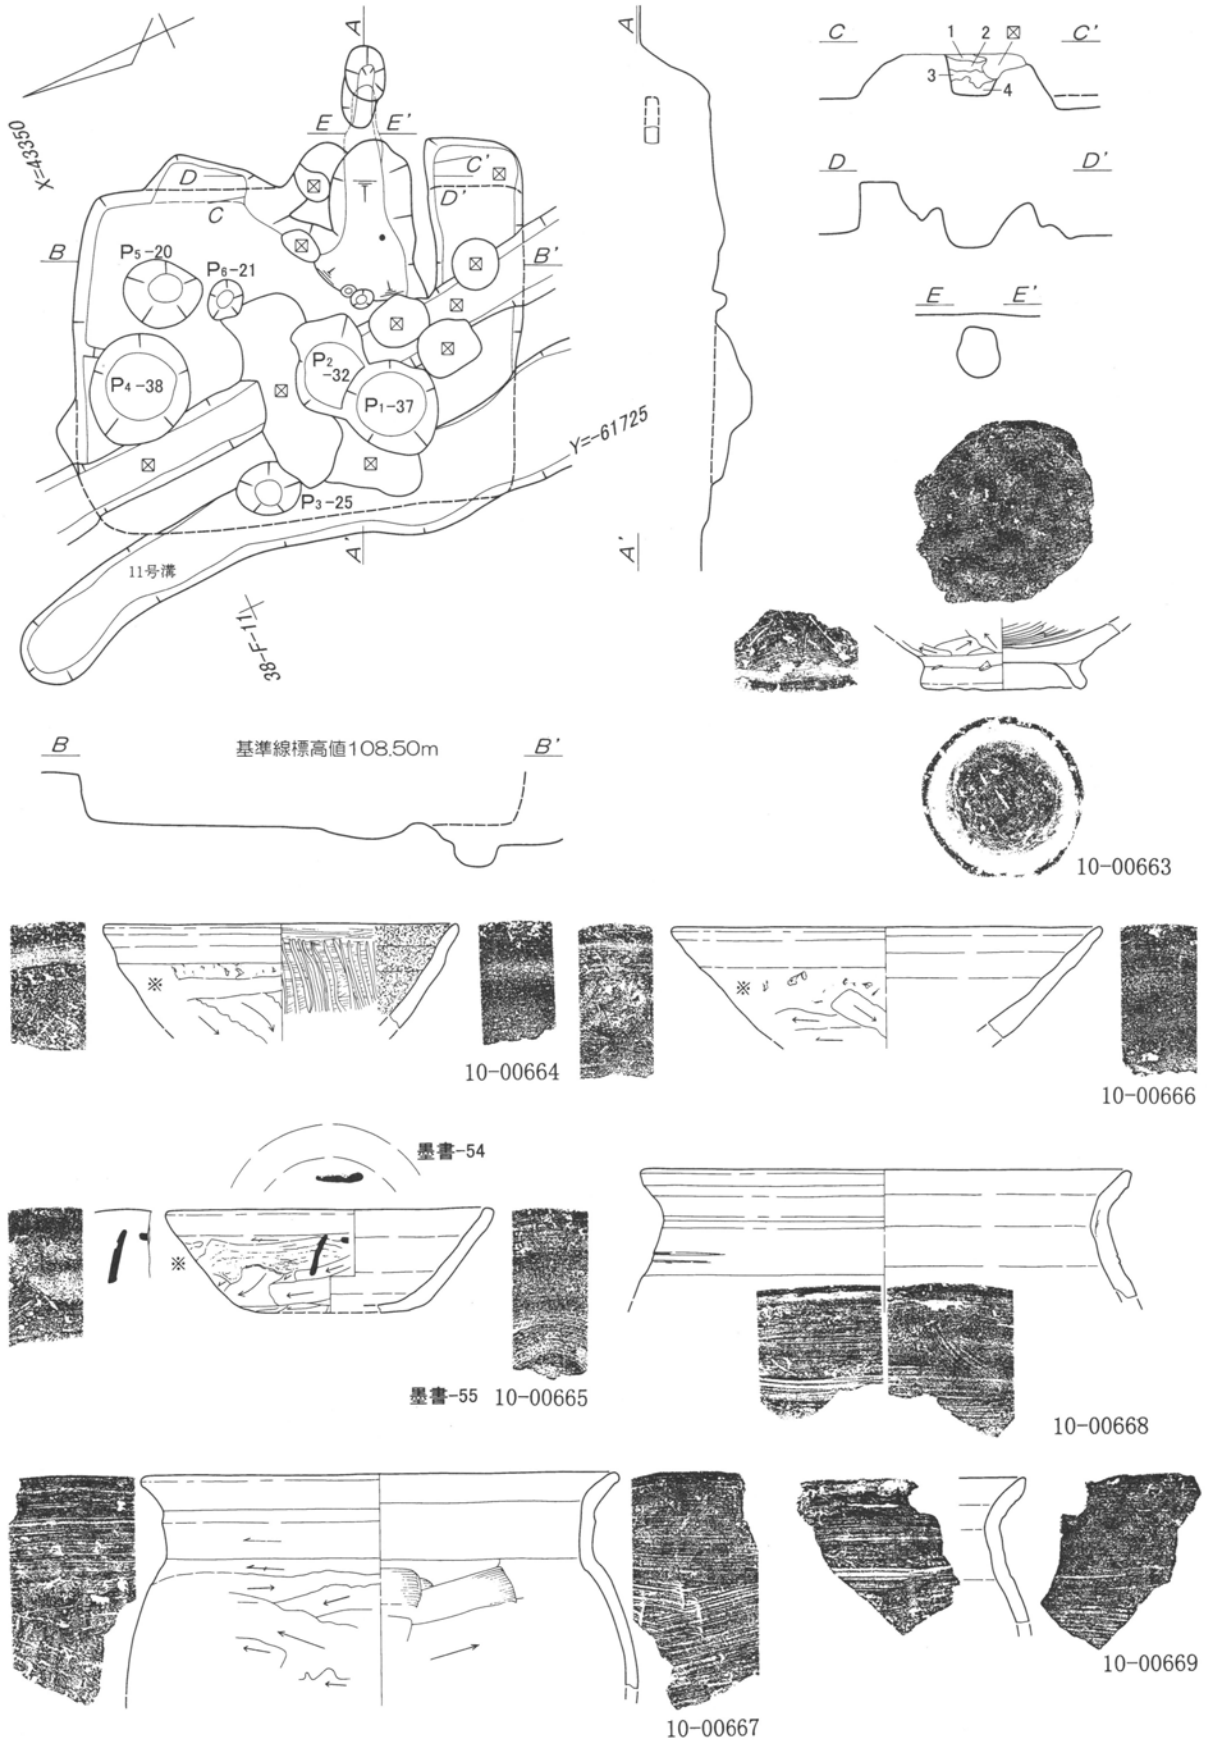 A
A
C
1
2
C'
3
4
X=43350
E
E'
D
C'
D'
C
D
D'
B
P5-20
P6-21
B'
E
E'
P2
-32
P4-38
P1-37
Y=-61725
P3-25
A'
A'
11号溝
38-F-11
B
基準線標高値108.50m
B'
10-00663
※
※
10-00664
10-00666
墨書-54
※
墨書-55 10-00665
10-00668
10-00669
10-00667